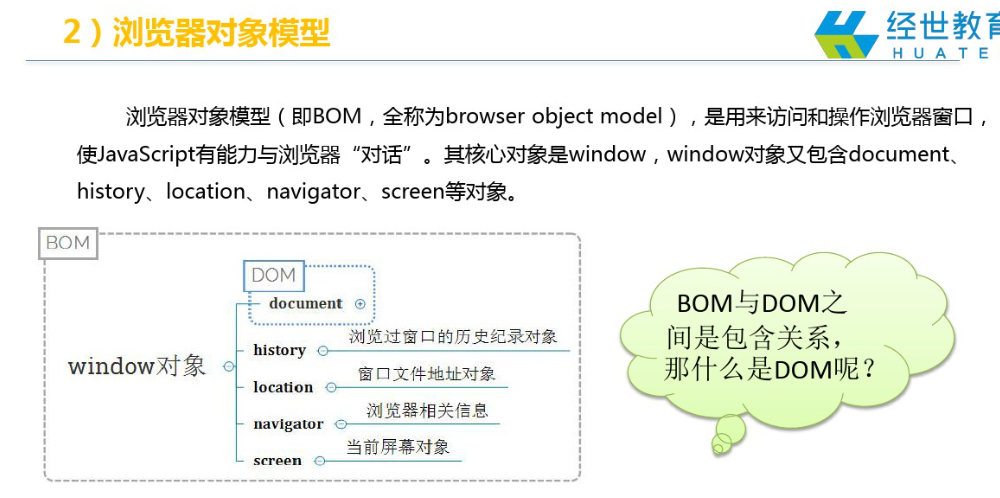 2）浏览器对象模型
经世教育
HUATE
浏览器对象模型（即BOM，全称为browser object model），是用来访问和操作浏览器窗口，
使JavaScript有能力与浏览器“对话”。其核心对象是window，window对象又包含document、
history、location、navigator、screen等对象。
BOM
DOM
document
window对象
history 浏览过窗口的历史纪录对象
location 窗口文件地址对象
navigator 浏览器相关信息
screen 当前屏幕对象
BOM与DOM之
间是包含关系，
那什么是DOM呢？